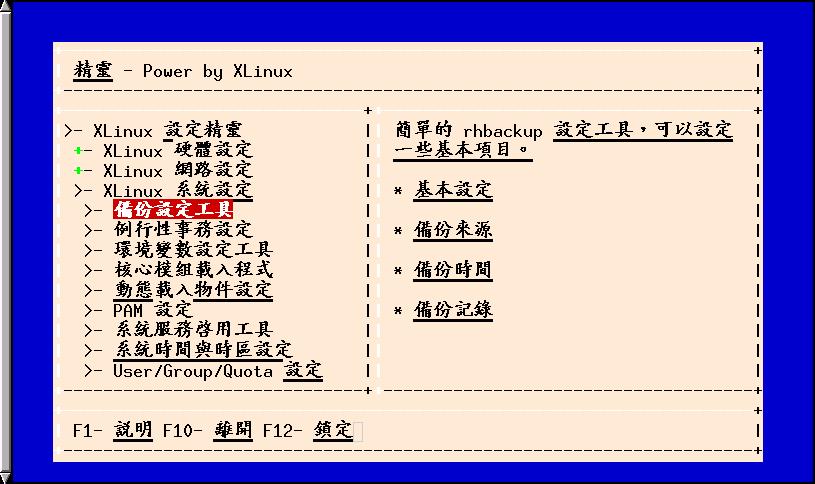 精靈 - Power by XLinux
>- XLinux 設定精靈
+- XLinux 硬體設定
+- XLinux 網路設定
>- XLinux 系統設定
>- 備份設定工具
>- 例行性事務設定
>- 環境變數設定工具
>- 核心模組載入程式
>- 動態載入物件設定
>- PAM 設定
>- 系統服務啓用工具
>- 系統時間與時區設定
>- User/Group/Quota 設定
簡單的 rhbackup 設定工具，可以設定
一些基本項目。
* 基本設定
* 備份來源
* 備份時間
* 備份記錄
F1- 說明 F10- 離開 F12- 鎖定